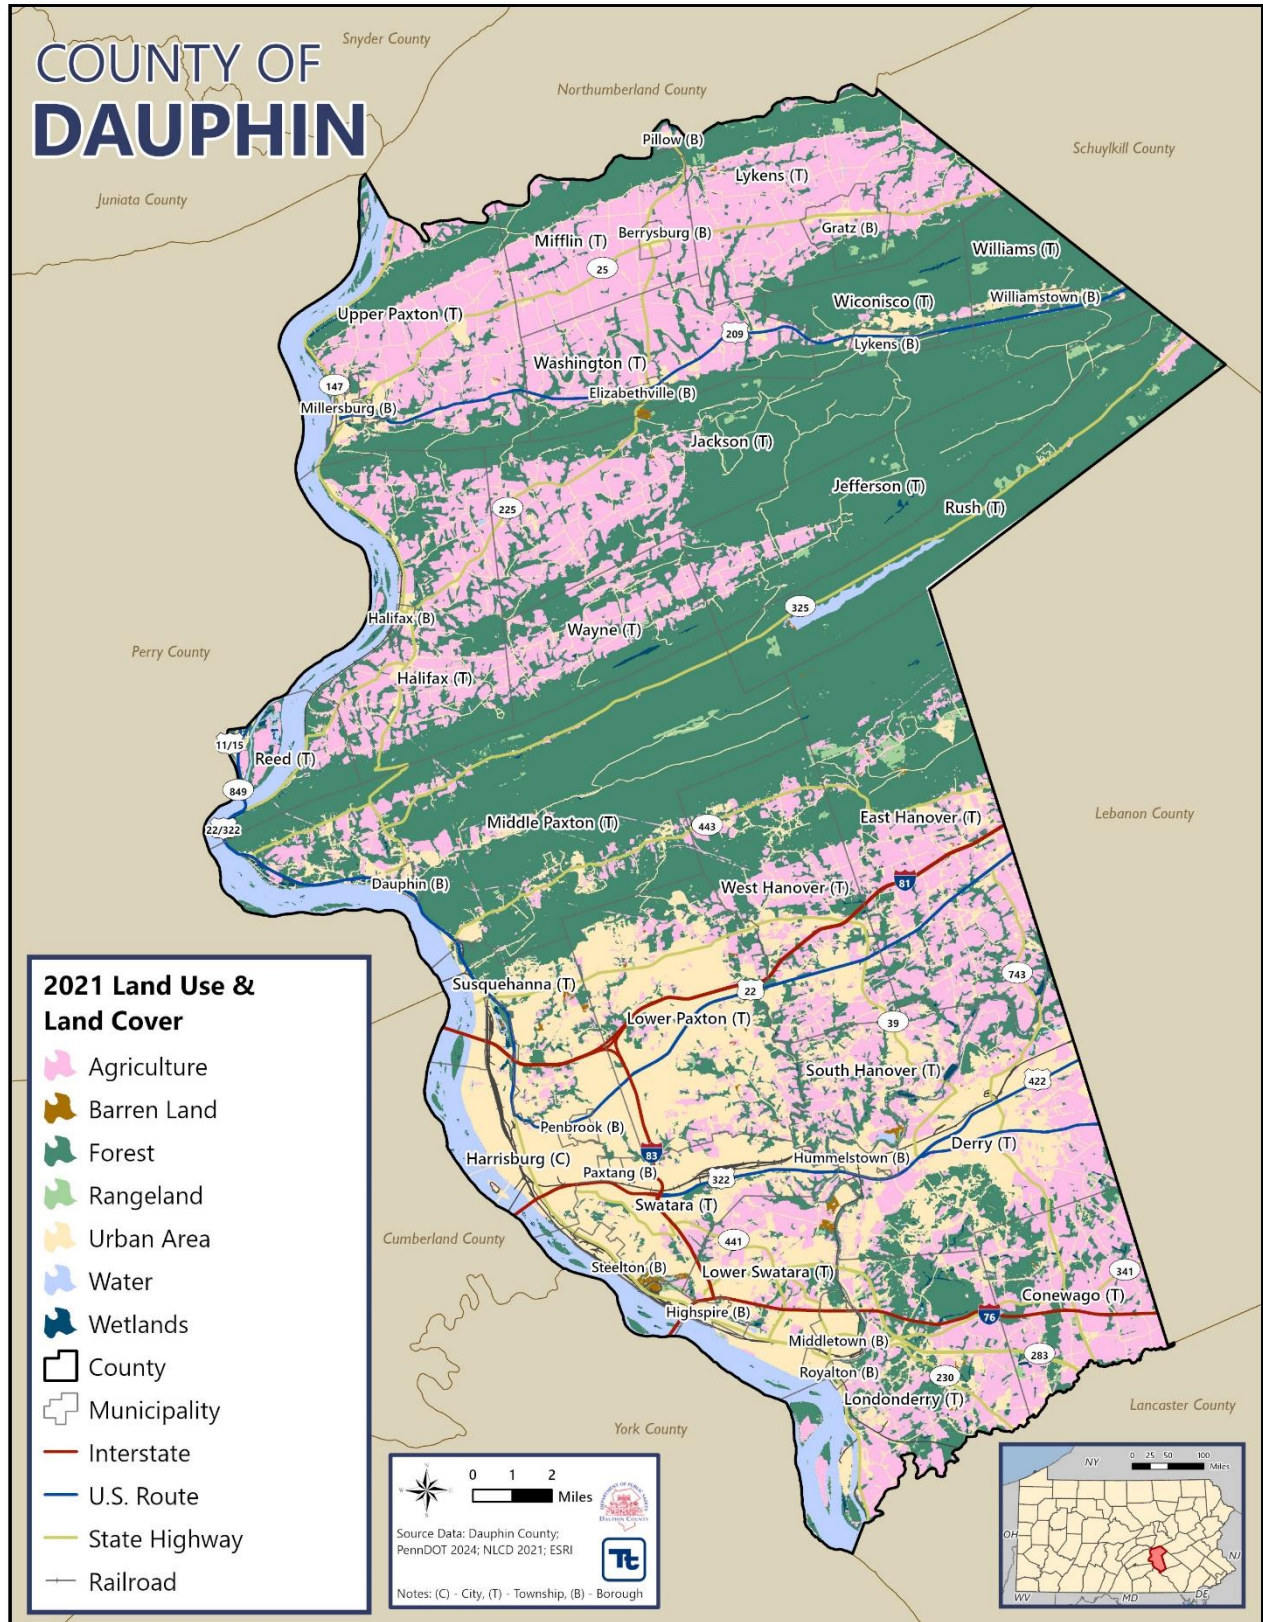 COUNTY OF
DAUPHIN
Snyder County
Northumberland County
Schuylkill County
Juniata County
Pillow (B)
Lykens (T)
Mifflin (T)
Berrysburg (B)
Gratz (B)
Williams (T)
25
Upper Paxton (T)
Wiconisco (T)
Williamstown (B)
209
Lykens (B)
Washington (T)
147
Elizabethville (B)
Millersburg (B)
Jackson (T)
Jefferson (T)
225
Rush (T)
325
Halifax (B)
Wayne (T)
Perry County
Halifax (T)
11/15
Reed (T)
849
22/322
Middle Paxton (T)
443
East Hanover (T)
Lebanon County
Dauphin (B)
West Hanover (T)
81
743
Susquehanna (T)
22
Lower Paxton (T)
39
South Hanover (T)
422
Penbrook (B)
Derry (T)
83
Harrisburg (C)
Hummelstown (B)
Paxtang (B)
322
Swatara (T)
Cumberland County
441
Steelton (B)
Lower Swatara (T)
341
Conewago (T)
Highspire (B)
76
Middletown (B)
283
Royalton (B)
230
Londonderry (T)
Lancaster County
York County
2021 Land Use &
Land Cover
Agriculture
Barren Land
Forest
Rangeland
Urban Area
Water
Wetlands
County
Municipality
Interstate
U.S. Route
State Highway
Railroad
N
W
E
S
0 1 2
Miles
DAUPHIN COUNTY
Source Data: Dauphin County;
PennDOT 2024; NLCD 2021; ESRI
Tt
Notes: (C) - City, (T) - Township, (B) - Borough
0 25 50 100
Miles
NY
OH
NJ
WV
MD
DE